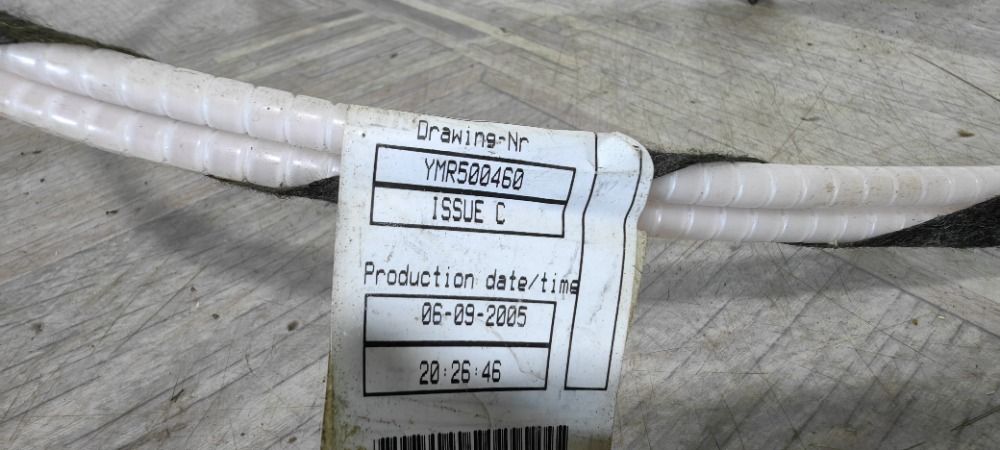 Drawing-Nr
YMR500460
ISSUE C
Production date/time
06-09-2005
20:26:46